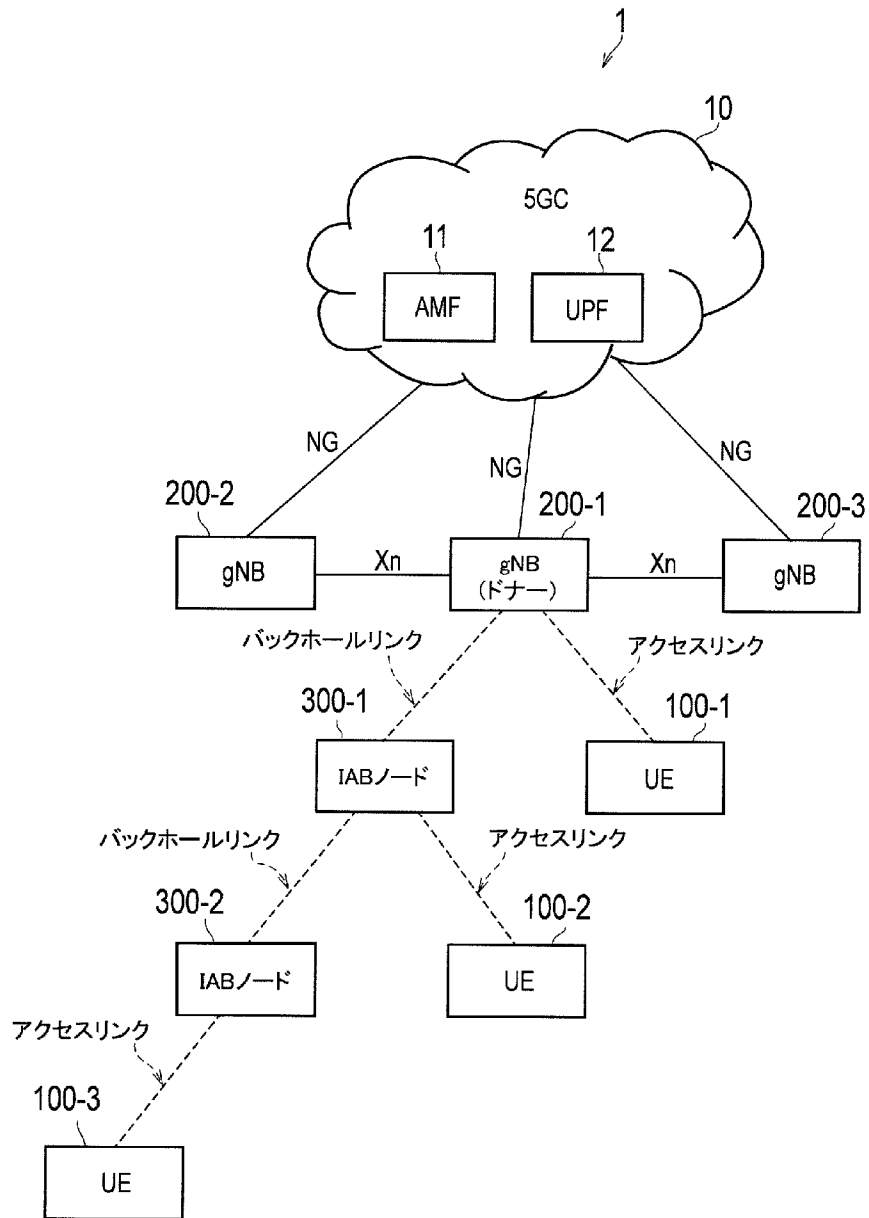 1
10
5GC
11
12
AMF
UPF
NG
NG
NG
200-2
200-1
200-3
gNB
Xn
gNB
(ドナー)
Xn
gNB
バックホールリンク
アクセスリンク
300-1
100-1
IABノード
UE
バックホールリンク
アクセスリンク
300-2
100-2
IABノード
UE
アクセスリンク
100-3
UE